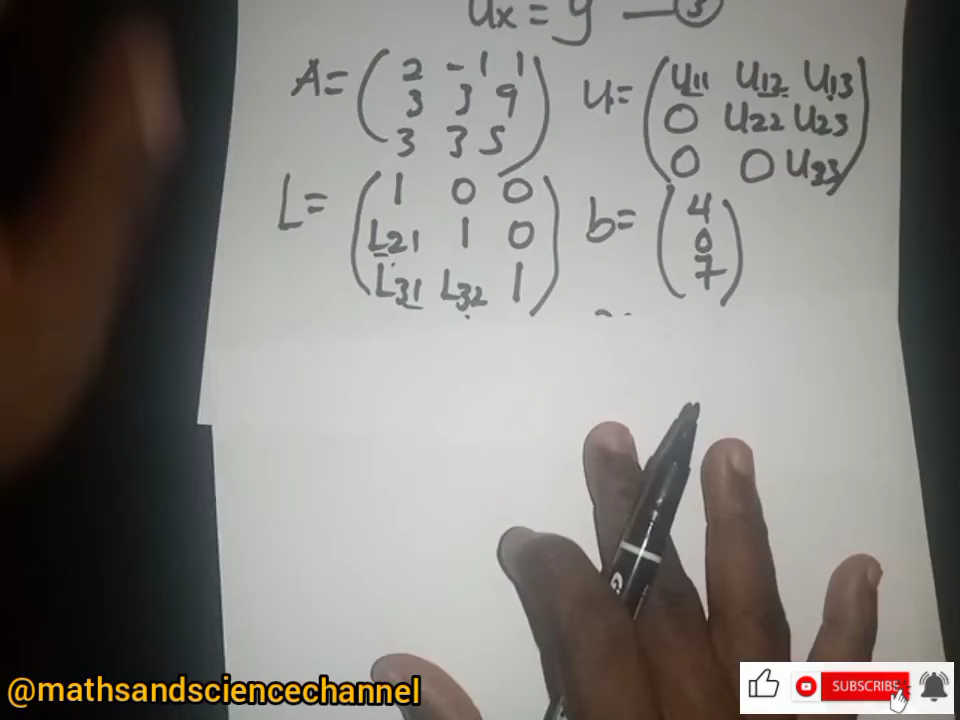 Ux = y — 3
A = ( 2 -1 1 U = ( U11 U12 U13
3 3 9 0 U22 U23
3 3 5 ) 0 0 U33 )
L = ( 1 0 0 b = ( 4
L21 1 0 0
L31 L32 1 ) 7 )
@mathsandsciencechannel
SUBSCRIBE